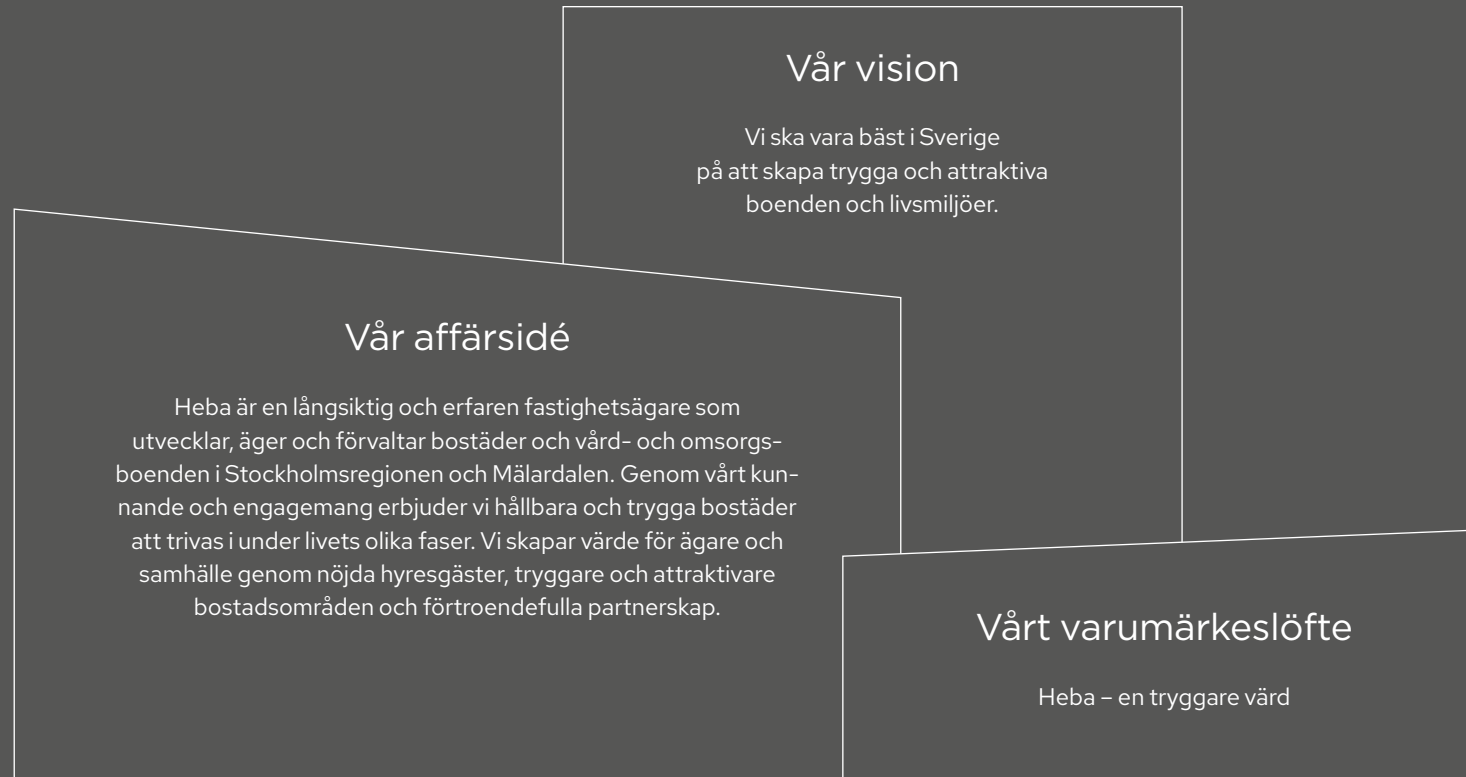 Vår vision
Vi ska vara bäst i Sverige
på att skapa trygga och attraktiva
boenden och livsmiljöer.
Vår affärsidé
Heba är en långsiktig och erfaren fastighetsägare som
utvecklar, äger och förvaltar bostäder och vård- och omsorgs-
boenden i Stockholmsregionen och Mälardalen. Genom vårt kun-
nande och engagemang erbjuder vi hållbara och trygga bostäder
att trivas i under livets olika faser. Vi skapar värde för ägare och
samhälle genom nöjda hyresgäster, tryggare och attraktivare
bostadsområden och förtroendefulla partnerskap.
Vårt varumärkeslöfte
Heba – en tryggare värd